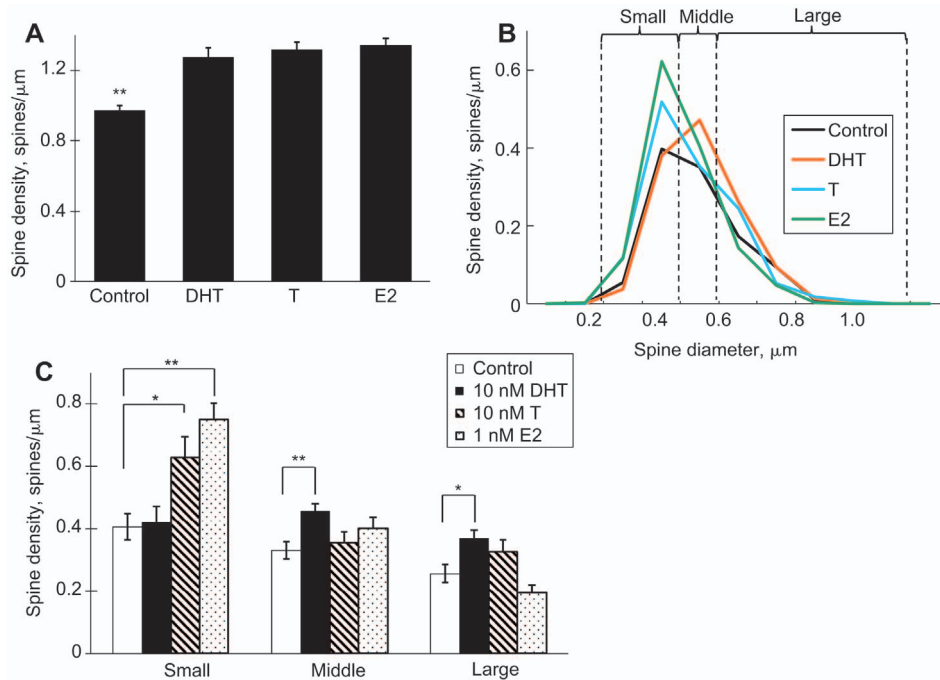 A
Spine density, spines/μm
1.2
0.8
0.4
0
**
Control
DHT
T
E2
B
Small
Middle
Large
Spine density, spines/μm
0.6
0.4
0.2
0
Control
DHT
T
E2
0.2
0.4
0.6
0.8
1.0
Spine diameter, μm
C
Spine density, spines/μm
0.8
0.6
0.4
0.2
0
**
*
**
*
Control
10 nM DHT
10 nM T
1 nM E2
Small
Middle
Large